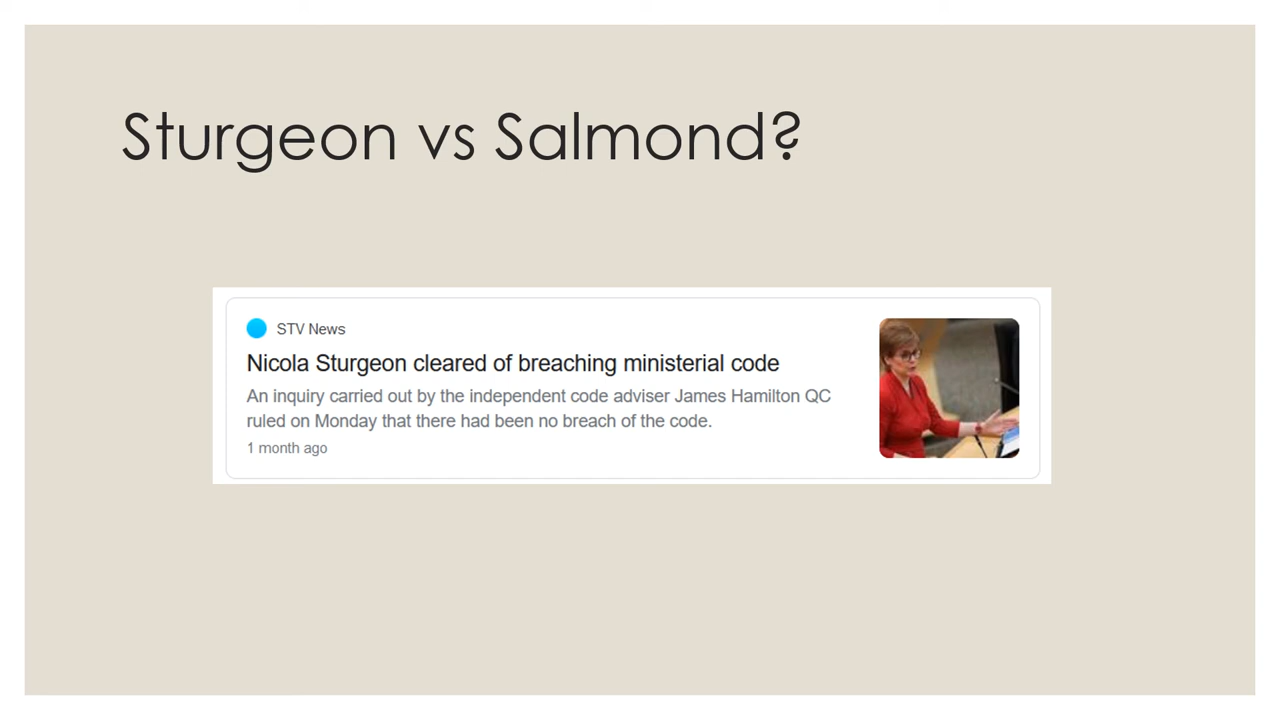 Sturgeon vs Salmond?
STV News
Nicola Sturgeon cleared of breaching ministerial code
An inquiry carried out by the independent code adviser James Hamilton QC
ruled on Monday that there had been no breach of the code.
1 month ago